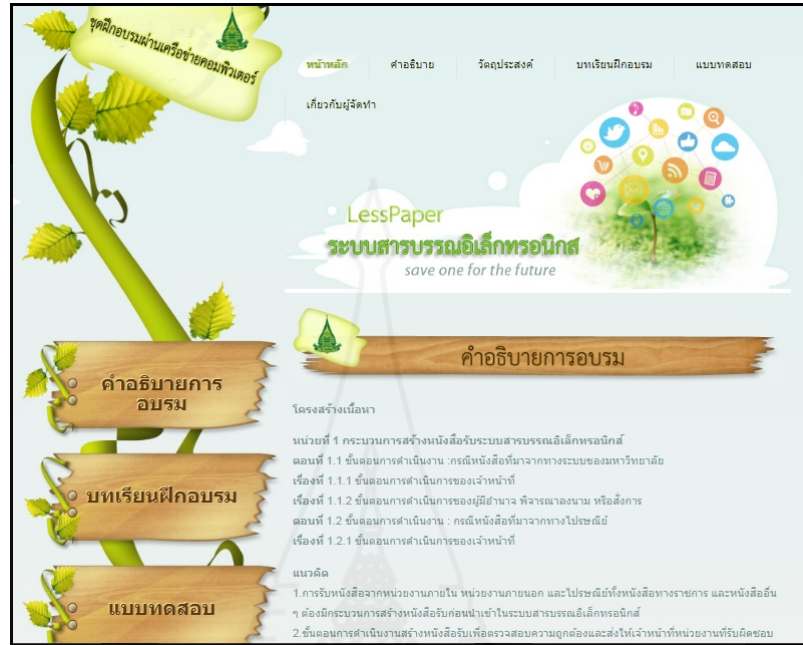 ชุดฝึกอบรมผ่านเครือข่ายคอมพิวเตอร์
หน้าหลัก
คำอธิบาย
วัตถุประสงค์
บทเรียนฝึกอบรม
แบบทดสอบ
เกี่ยวกับผู้จัดทำ
LessPaper
ระบบสารบรรณอิเล็กทรอนิกส์
save one for the future
คำอธิบายการอบรม
คำอธิบายการ
อบรม
บทเรียนฝึกอบรม
แบบทดสอบ
โครงสร้างเนื้อหา
หน่วยที่ 1 กระบวนการสร้างหนังสือรับระบบสารบรรณอิเล็กทรอนิกส์
ตอนที่ 1.1 ขั้นตอนการดำเนินงาน :กรณีหนังสือที่มาจากทางระบบของมหาวิทยาลัย
เรื่องที่ 1.1.1 ขั้นตอนการดำเนินการของเจ้าหน้าที่
เรื่องที่ 1.1.2 ขั้นตอนการดำเนินการของผู้มีอำนาจ พิจารณาลงนาม หรือสั่งการ
ตอนที่ 1.2 ขั้นตอนการดำเนินงาน : กรณีหนังสือที่มาจากทางไปรษณีย์
เรื่องที่ 1.2.1 ขั้นตอนการดำเนินการของเจ้าหน้าที่
แนวคิด
1.การรับหนังสือจากหน่วยงานภายใน หน่วยงานภายนอก และไปรษณีย์ทั้งหนังสือทางราชการ และหนังสืออื่น
ๆ ต้องมีกระบวนการสร้างหนังสือรับก่อนนำเข้าในระบบสารบรรณอิเล็กทรอนิกส์
2.ขั้นตอนการดำเนินงานสร้างหนังสือรับเพื่อตรวจสอบความถูกต้องและส่งให้เจ้าหน้าที่หน่วยงานที่รับผิดชอบ